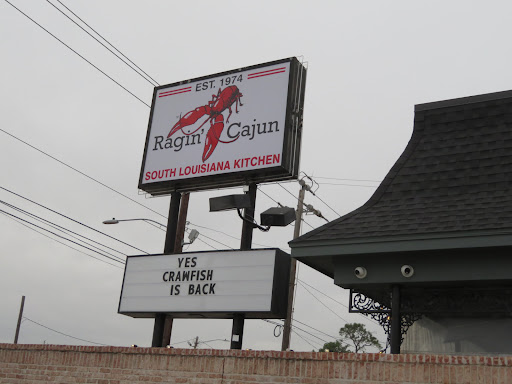 EST. 1974
Ragin' Cajun
SOUTH LOUISIANA KITCHEN
YES
CRAWFISH
IS BACK